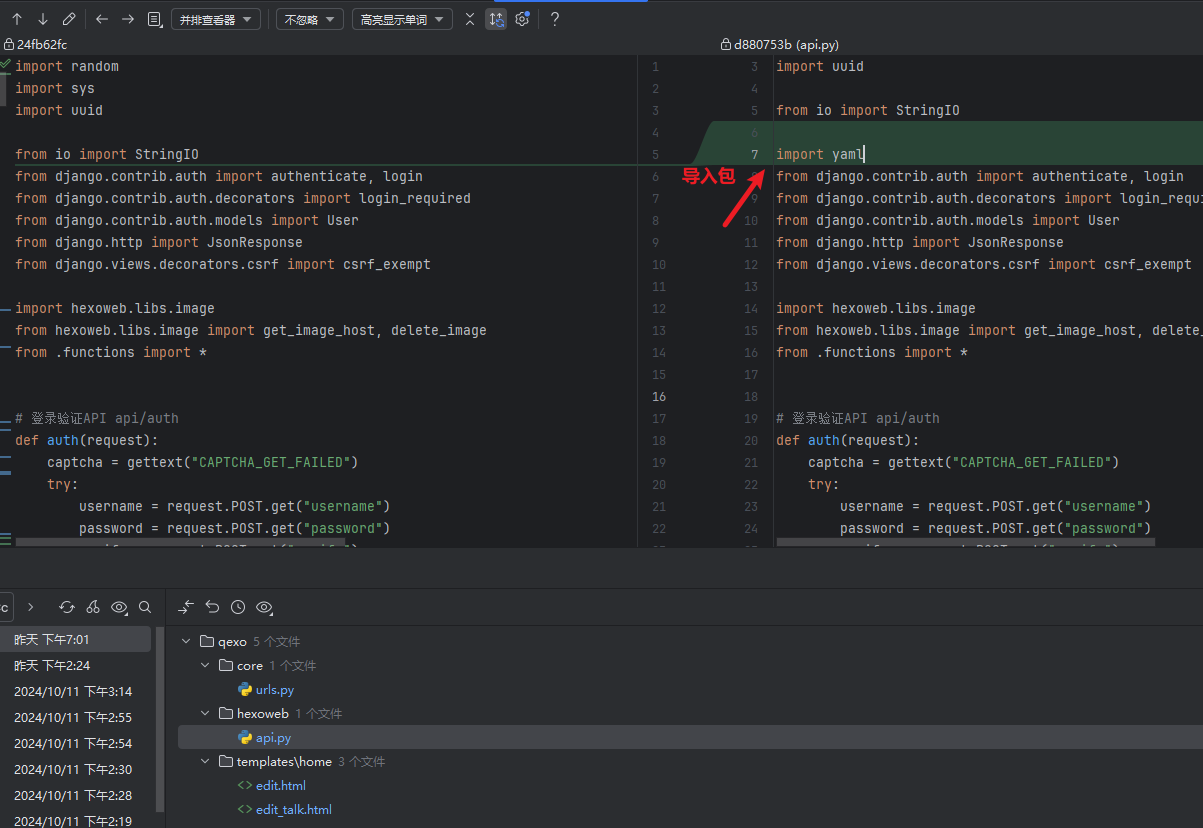 并排查看器 不忽略 高亮显示单词 ?
24fb62fc d880753b (api.py)
import random
import sys
import uuid
from io import StringIO
from django.contrib.auth import authenticate, login
from django.contrib.auth.decorators import login_required
from django.contrib.auth.models import User
from django.http import JsonResponse
from django.views.decorators.csrf import csrf_exempt
import hexoweb.libs.image
from hexoweb.libs.image import get_image_host, delete_image
from .functions import *
# 登录验证API api/auth
def auth(request):
captcha = gettext("CAPTCHA_GET_FAILED")
try:
username = request.POST.get("username")
password = request.POST.get("password")
1 3
2 4
3 5
4 6
5 7
6 8
7 9
8 10
9 11
10 12
11 13
12 14
13 15
14 16
15 17
16 18
17 19
18 20
19 21
20 22
21 23
22 24
导入包
import uuid
from io import StringIO
import yaml
from django.contrib.auth import authenticate, login
from django.contrib.auth.decorators import login_requi
from django.contrib.auth.models import User
from django.http import JsonResponse
from django.views.decorators.csrf import csrf_exempt
import hexoweb.libs.image
from hexoweb.libs.image import get_image_host, delete_
from .functions import *
# 登录验证API api/auth
def auth(request):
captcha = gettext("CAPTCHA_GET_FAILED")
try:
username = request.POST.get("username")
password = request.POST.get("password")
昨天 下午7:01
昨天 下午2:24
2024/10/11 下午3:14
2024/10/11 下午2:55
2024/10/11 下午2:54
2024/10/11 下午2:30
2024/10/11 下午2:28
2024/10/11 下午2:19
qexo 5 个文件
core 1 个文件
urls.py
hexoweb 1 个文件
api.py
templates\home 3 个文件
edit.html
edit_talk.html